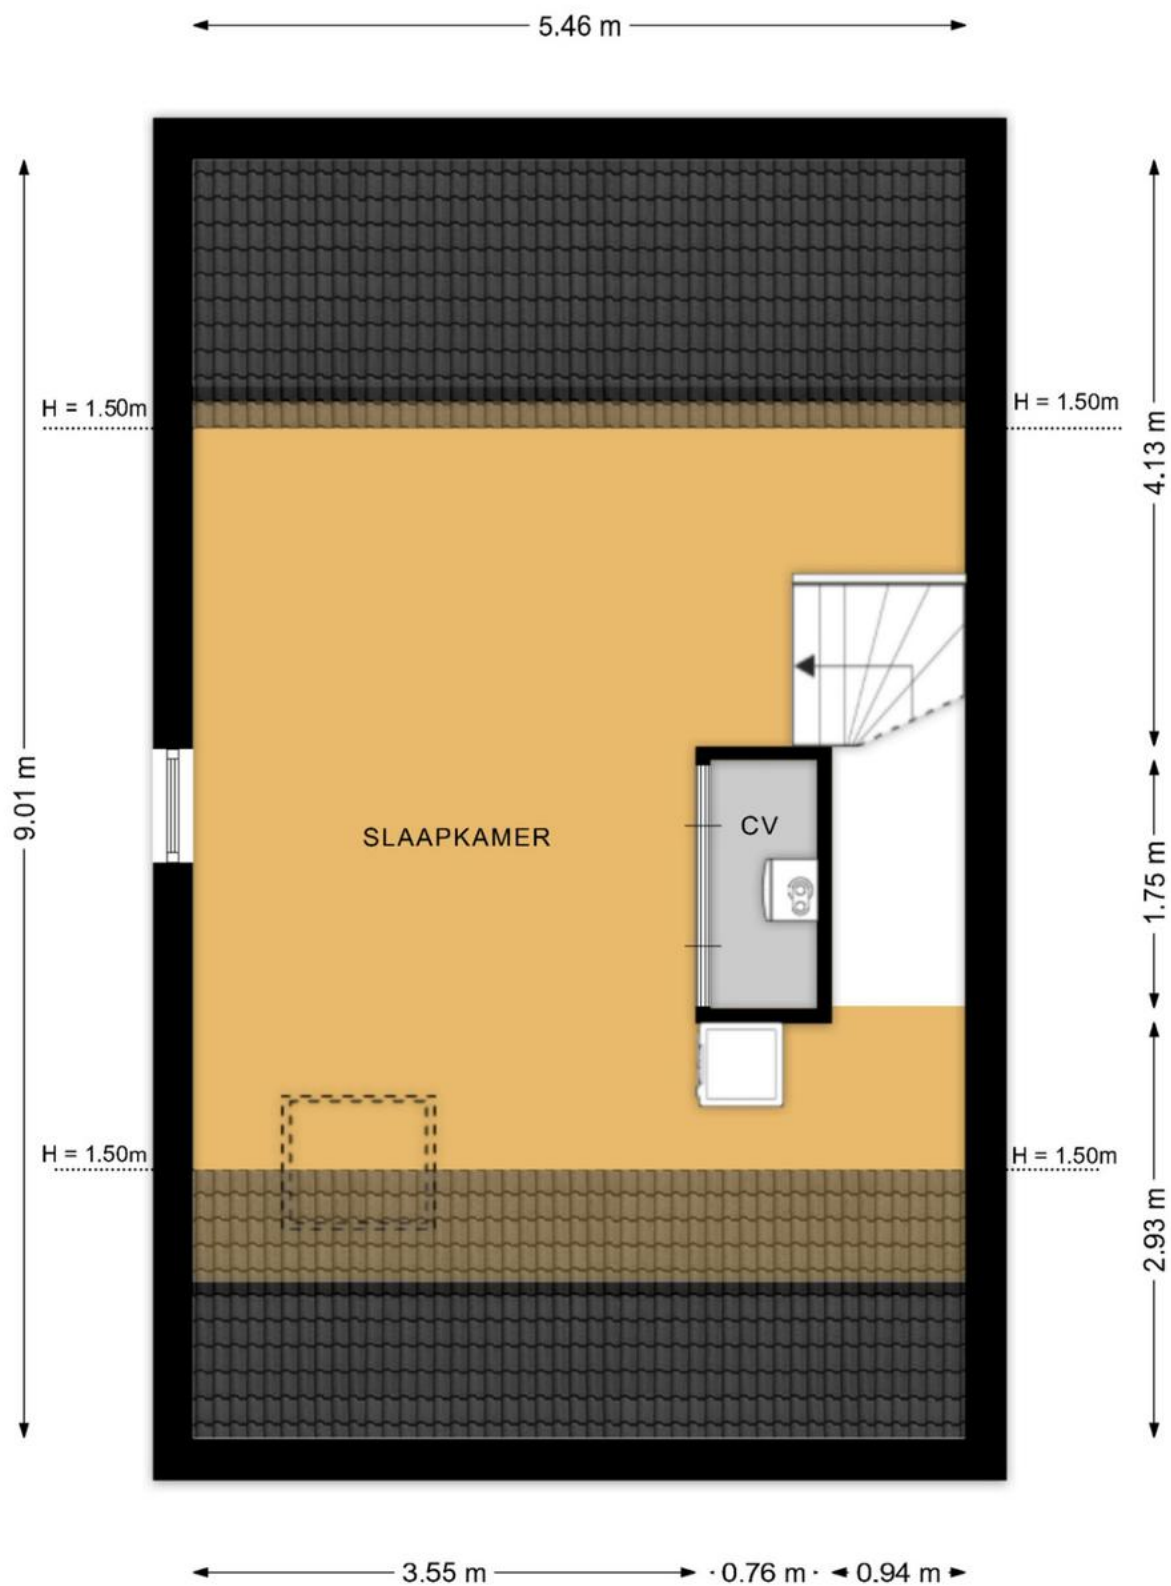 5.46 m
H = 1.50m
H = 1.50m
4.13 m
9.01 m
SLAAPKAMER
CV
1.75 m
H = 1.50m
H = 1.50m
2.93 m
3.55 m
0.76 m
0.94 m